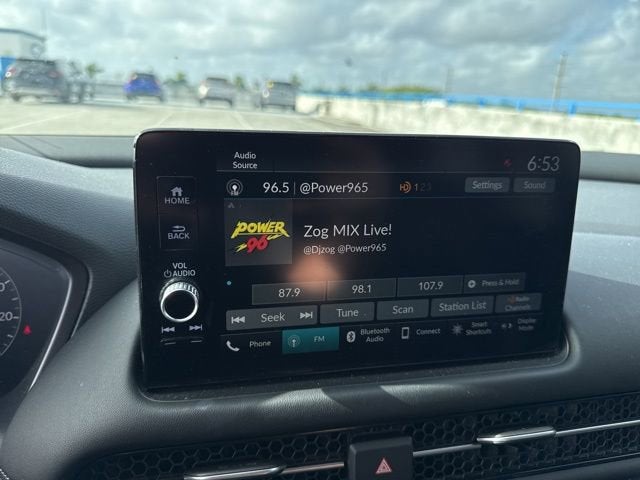 Audio
Source
6:53
HOME
BACK
VOL
AUDIO
FM
96.5 | @Power965
HD 1 2 3
Settings
Sound
POWER
96
Zog MIX Live!
@Djzog @Power965
87.9
98.1
107.9
Press & Hold
Seek
Tune
Scan
Station List
Radio
Channels
Phone
FM
Bluetooth
Audio
Connect
Smart
Shortcuts
Display
Mode
120